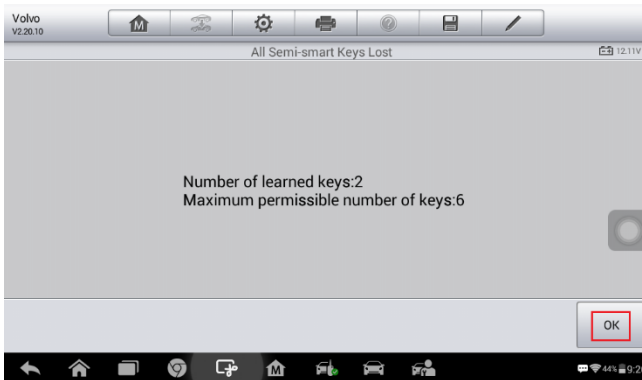 Volvo
V2.20.10
M
All Semi-smart Keys Lost
12.11V
Number of learned keys:2
Maximum permissible number of keys:6
OK
M
44%